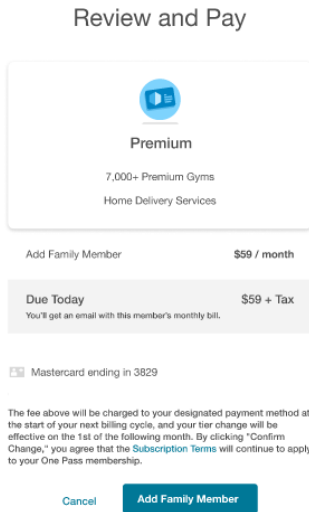 Review and Pay
Premium
7,000+ Premium Gyms
Home Delivery Services
Add Family Member $59 / month
Due Today $59 + Tax
You'll get an email with this member's monthly bill.
Mastercard ending in 3829
The fee above will be charged to your designated payment method at
the start of your next billing cycle, and your tier change will be
effective on the 1st of the following month. By clicking "Confirm
Change," you agree that the Subscription Terms will continue to apply
to your One Pass membership.
Cancel Add Family Member